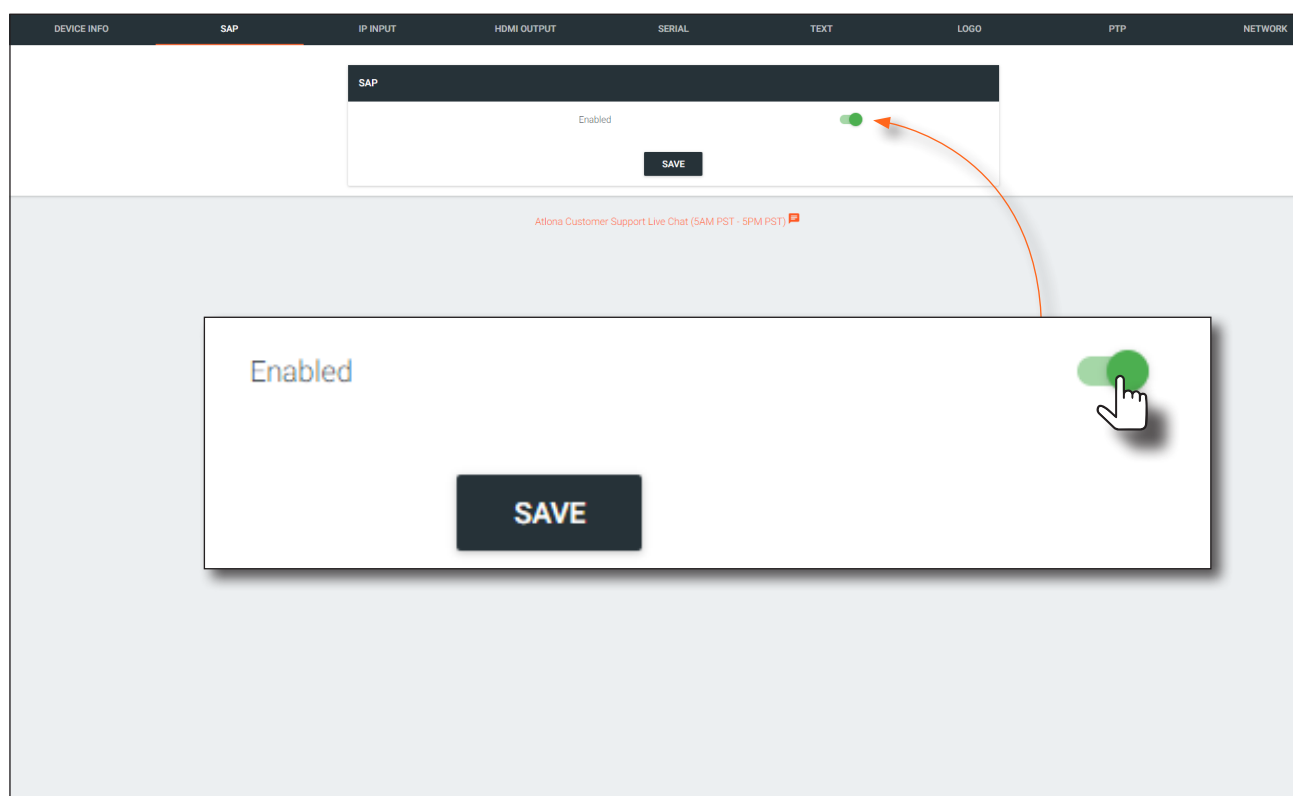 DEVICE INFO SAP IP INPUT HDMI OUTPUT SERIAL TEXT LOGO PTP NETWORK
SAP
Enabled
SAVE
Atlona Customer Support Live Chat (5AM PST - 5PM PST)
Enabled
SAVE